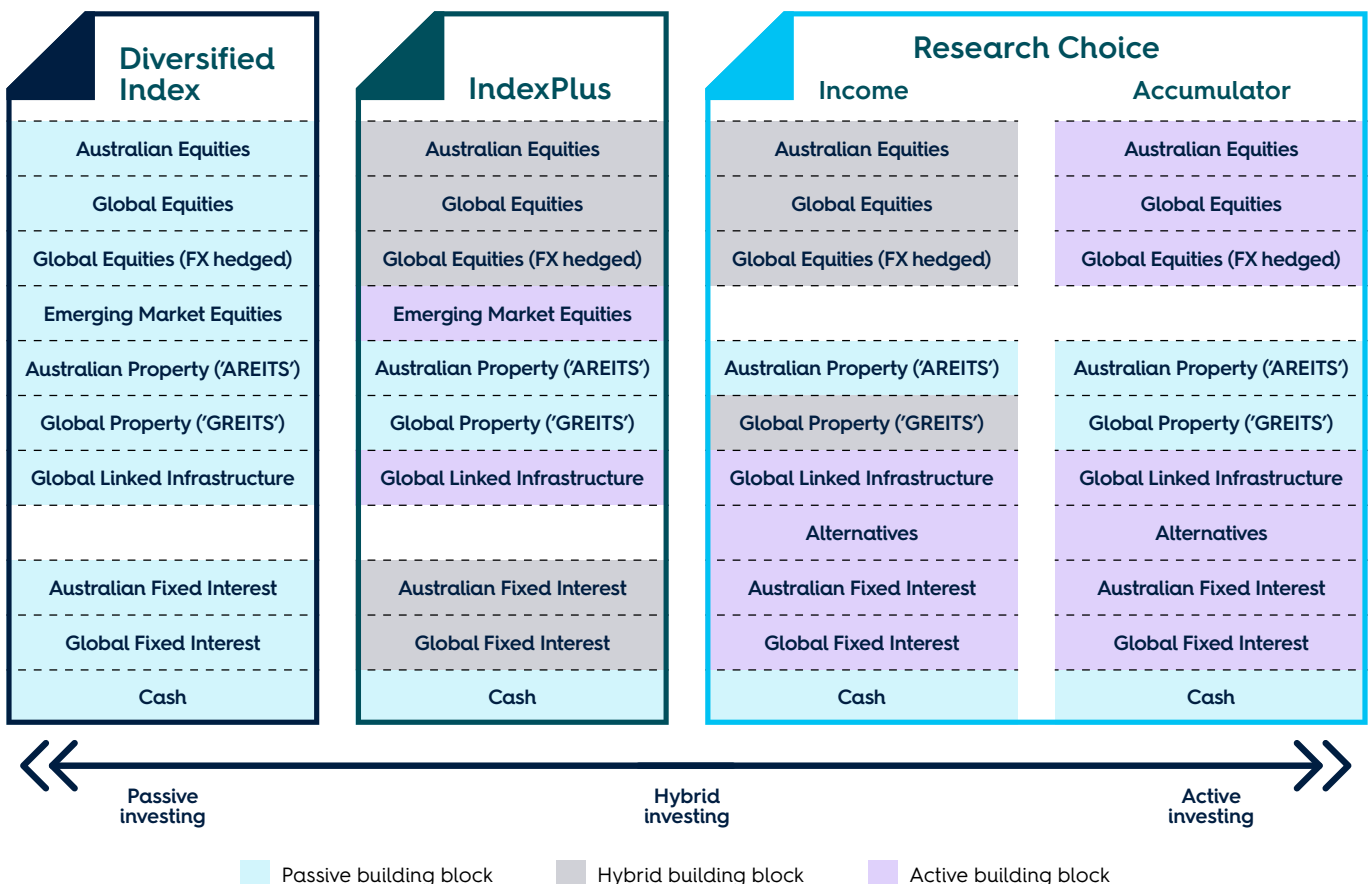 Diversified
Index
Australian Equities
Global Equities
Global Equities (FX hedged)
Emerging Market Equities
Australian Property ('AREITS')
Global Property ('GREITS')
Global Linked Infrastructure
Australian Fixed Interest
Global Fixed Interest
Cash
IndexPlus
Australian Equities
Global Equities
Global Equities (FX hedged)
Emerging Market Equities
Australian Property ('AREITS')
Global Property ('GREITS')
Global Linked Infrastructure
Australian Fixed Interest
Global Fixed Interest
Cash
Research Choice
Income
Australian Equities
Global Equities
Global Equities (FX hedged)
Australian Property ('AREITS')
Global Property ('GREITS')
Global Linked Infrastructure
Alternatives
Australian Fixed Interest
Global Fixed Interest
Cash
Accumulator
Australian Equities
Global Equities
Global Equities (FX hedged)
Australian Property ('AREITS')
Global Property ('GREITS')
Global Linked Infrastructure
Alternatives
Australian Fixed Interest
Global Fixed Interest
Cash
Passive
investing
Hybrid
investing
Active
investing
Passive building block
Hybrid building block
Active building block